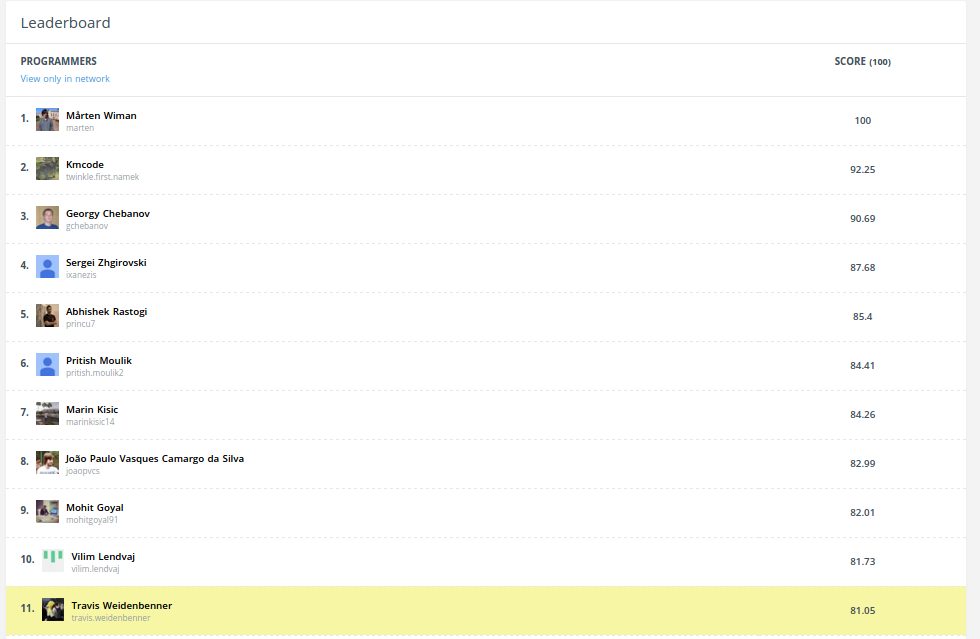 Leaderboard
PROGRAMMERS SCORE (100)
View only in network
1. Mårten Wiman 100
marten
2. Kmcode 92.25
twinkle.first.namek
3. Georgy Chebanov 90.69
gchebanov
4. Sergei Zhgirovski 87.68
ixanezis
5. Abhishek Rastogi 85.4
princu7
6. Pritish Moulik 84.41
pritish.moulik2
7. Marin Kisic 84.26
marinkisic14
8. João Paulo Vasques Camargo da Silva 82.99
joaopvcs
9. Mohit Goyal 82.01
mohitgoyal91
10. Vilim Lendvaj 81.73
vilim.lendvaj
11. Travis Weidenbenner 81.05
travis.weidenbenner